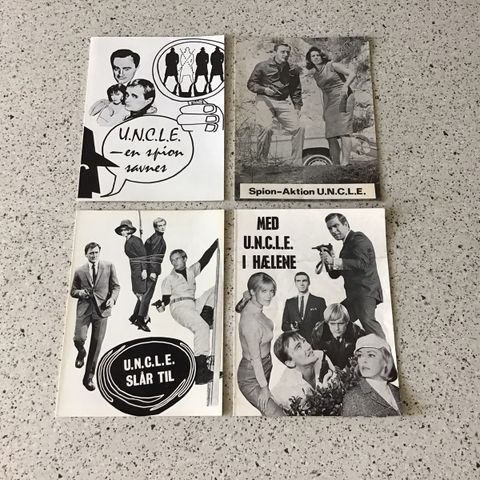 U.N.C.L.E.
—en spion
savnes
Spion-Aktion U.N.C.L.E.
U.N.C.L.E.
SLÅR TIL
MED
U.N.C.L.E.
I HÆLENE